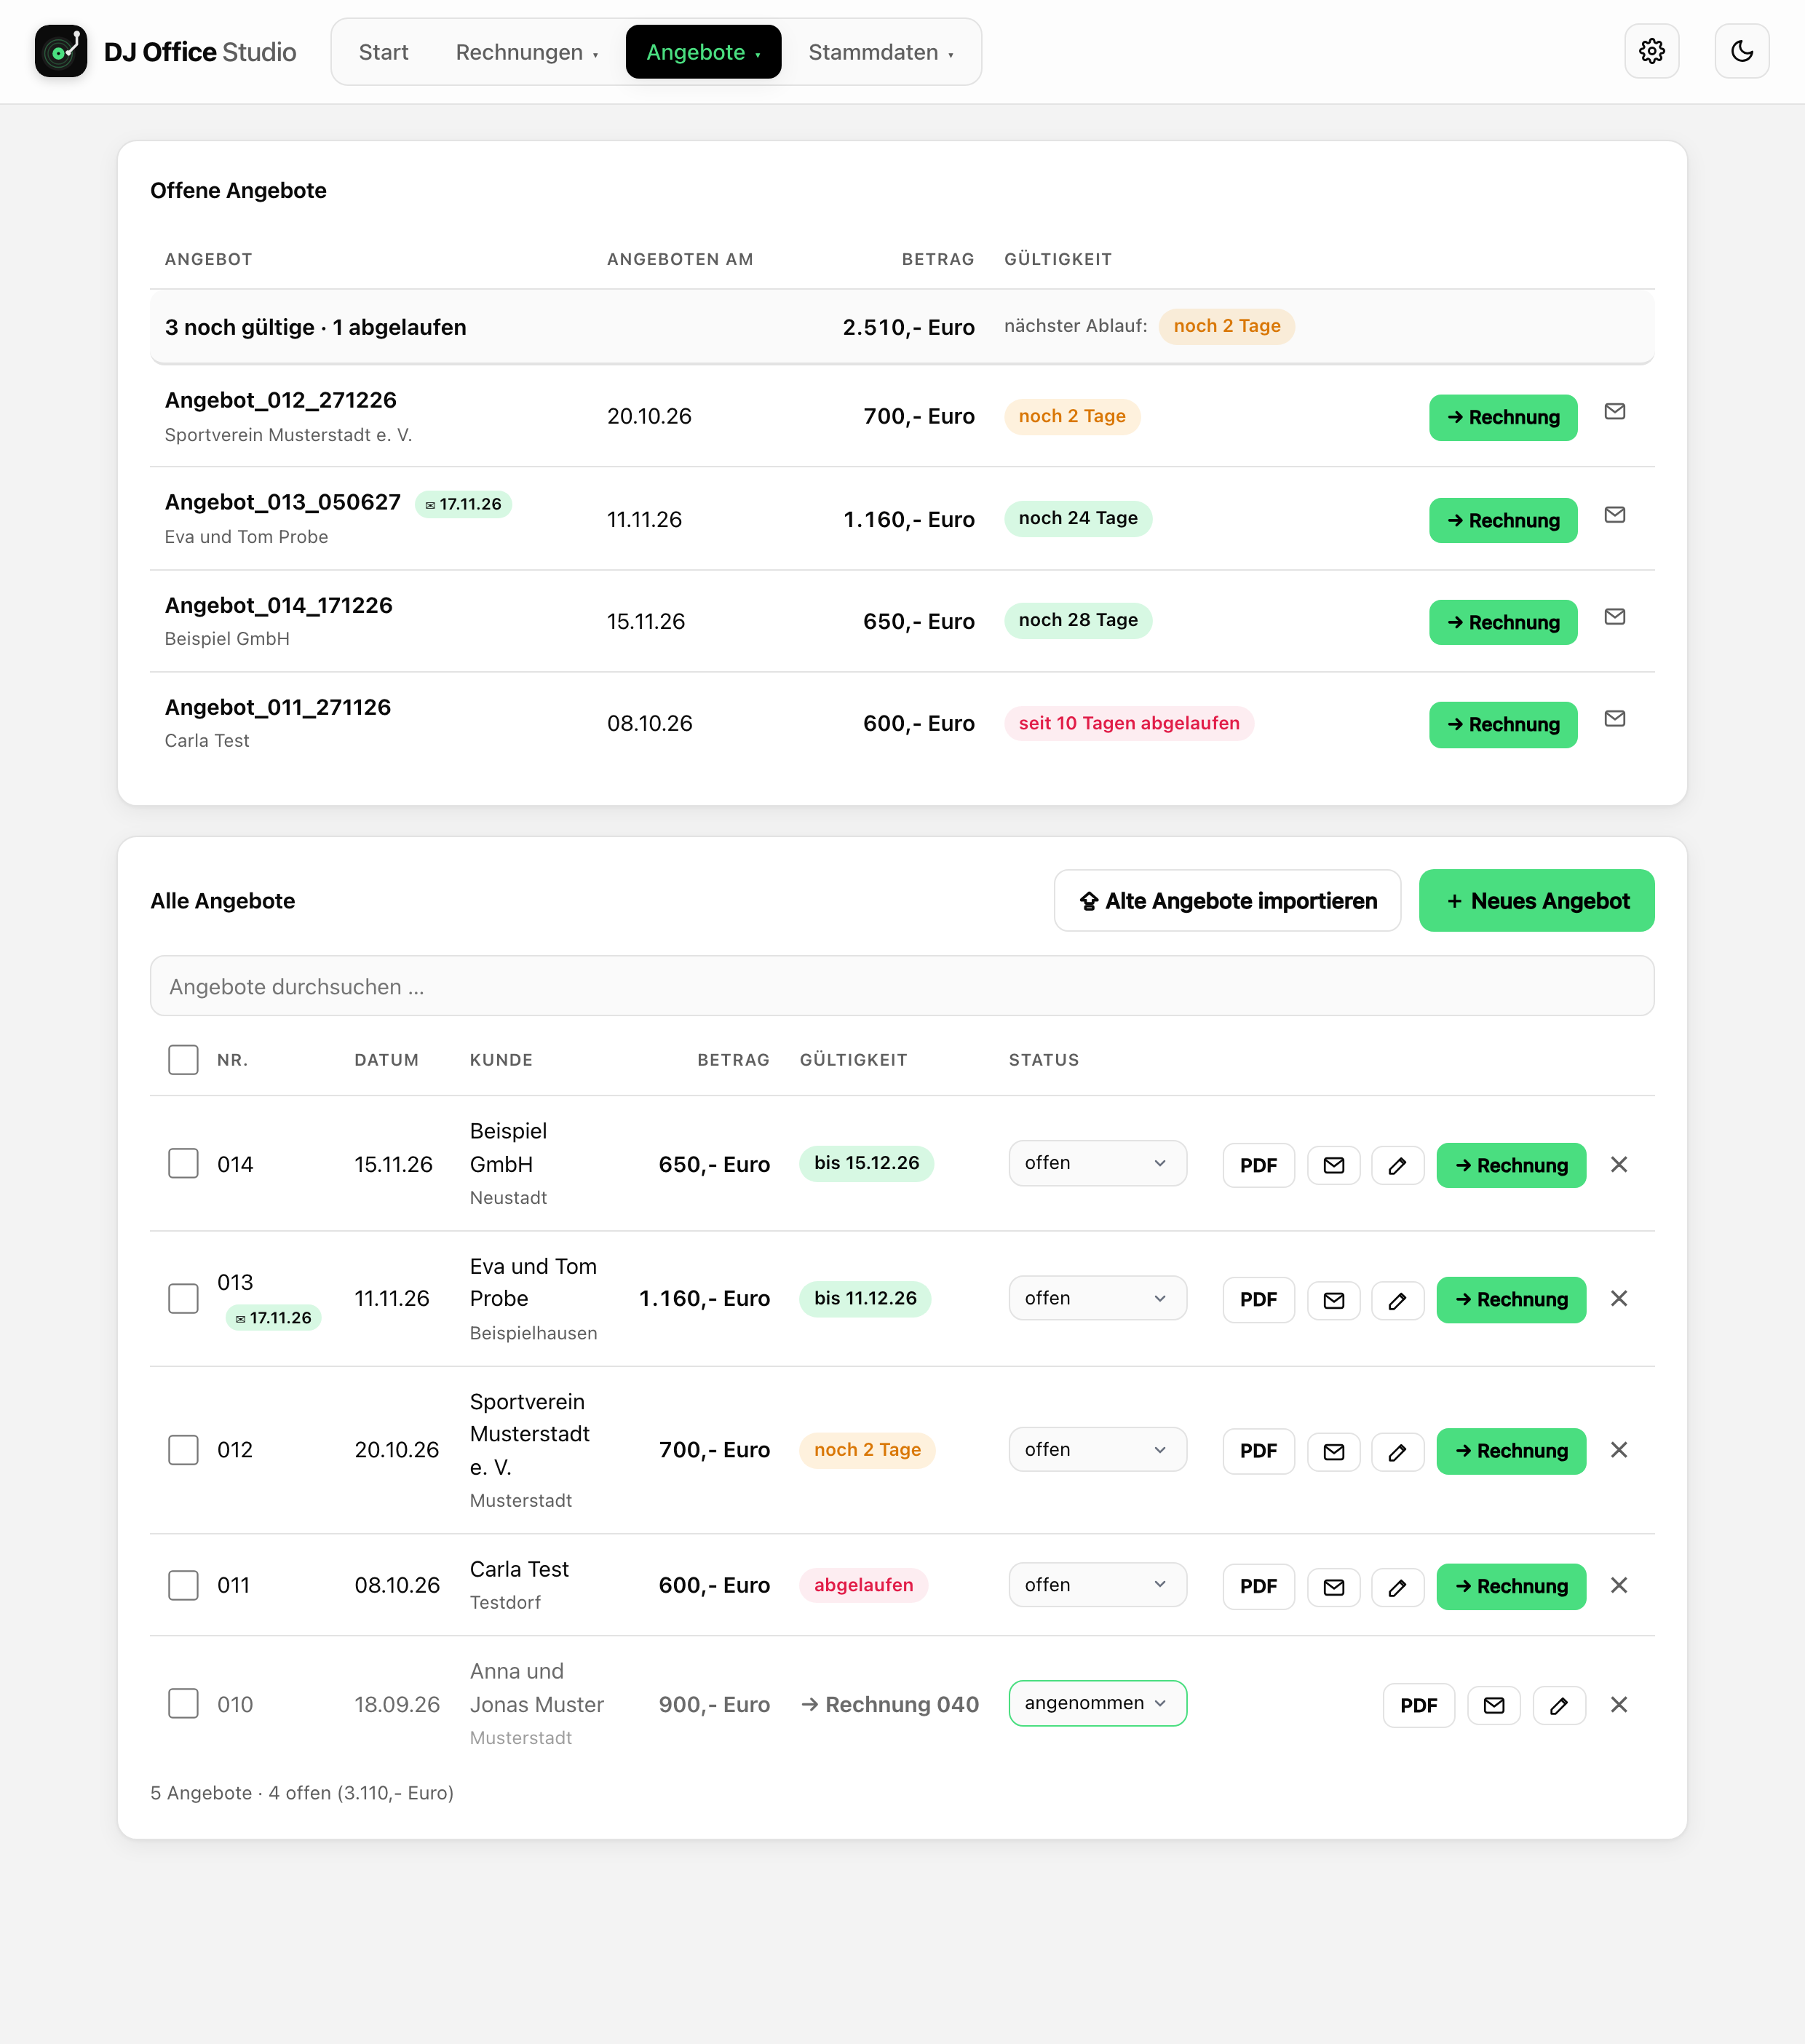 DJ Office Studio
Start
Rechnungen
Angebote
Stammdaten
Offene Angebote
ANGEBOT ANGEBOTEN AM BETRAG GÜLTIGKEIT
3 noch gültige · 1 abgelaufen 2.510,- Euro nächster Ablauf: noch 2 Tage
Angebot_012_271226
Sportverein Musterstadt e. V.
20.10.26 700,- Euro noch 2 Tage → Rechnung
Angebot_013_050627 ✉ 17.11.26
Eva und Tom Probe
11.11.26 1.160,- Euro noch 24 Tage → Rechnung
Angebot_014_171226
Beispiel GmbH
15.11.26 650,- Euro noch 28 Tage → Rechnung
Angebot_011_271126
Carla Test
08.10.26 600,- Euro seit 10 Tagen abgelaufen → Rechnung
Alle Angebote
Alte Angebote importieren
+ Neues Angebot
Angebote durchsuchen ...
NR. DATUM KUNDE BETRAG GÜLTIGKEIT STATUS
014 15.11.26
Beispiel
GmbH
Neustadt
650,- Euro bis 15.12.26 offen PDF → Rechnung ✕
013
✉ 17.11.26
11.11.26
Eva und Tom
Probe
Beispielhausen
1.160,- Euro bis 11.12.26 offen PDF → Rechnung ✕
012 20.10.26
Sportverein
Musterstadt
e. V.
Musterstadt
700,- Euro noch 2 Tage offen PDF → Rechnung ✕
011 08.10.26
Carla Test
Testdorf
600,- Euro abgelaufen offen PDF → Rechnung ✕
010 18.09.26
Anna und
Jonas Muster
Musterstadt
900,- Euro → Rechnung 040 angenommen PDF ✕
5 Angebote · 4 offen (3.110,- Euro)